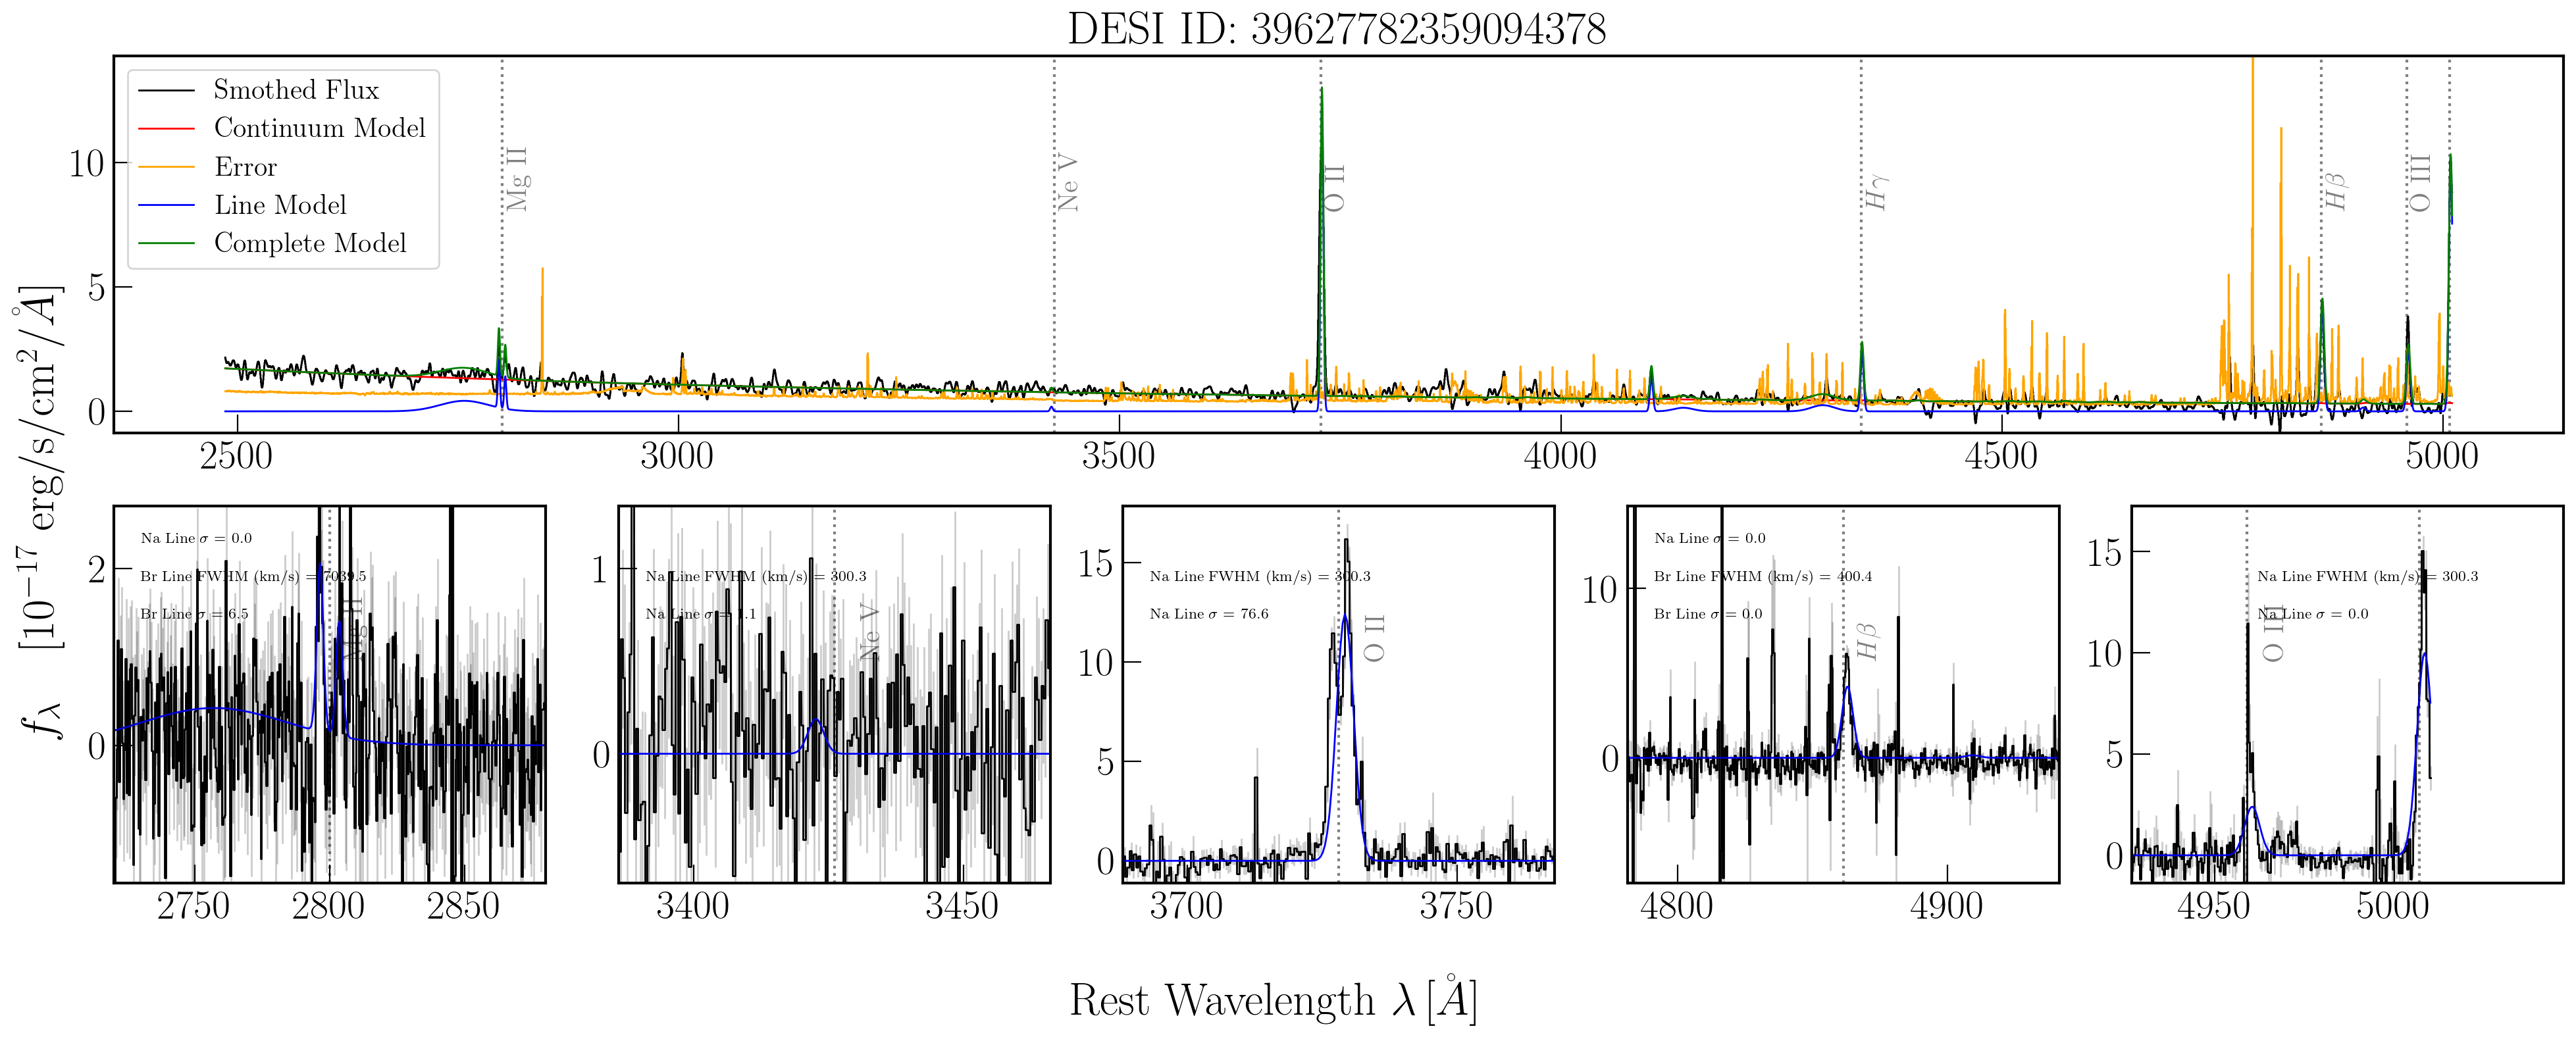 DESI ID: 39627782359094378
Smothed Flux
Continuum Model
Error
Line Model
Complete Model
Mg II
Ne V
O II
Hγ
Hβ
O III
10
5
0
2500
3000
3500
4000
4500
5000
f_λ [10^{-17} erg/s/cm^2/Å]
Na Line σ = 0.0
Br Line FWHM (km/s) = 7039.5
Br Line σ = 6.5
Mg II
2
0
2750
2800
2850
Na Line FWHM (km/s) = 300.3
Na Line σ = 1.1
Ne V
1
0
3400
3450
Na Line FWHM (km/s) = 300.3
Na Line σ = 76.6
O II
15
10
5
0
3700
3750
Na Line σ = 0.0
Br Line FWHM (km/s) = 400.4
Br Line σ = 0.0
Hβ
10
0
4800
4900
Na Line FWHM (km/s) = 300.3
Na Line σ = 0.0
O III
15
10
5
0
4950
5000
Rest Wavelength λ [Å]